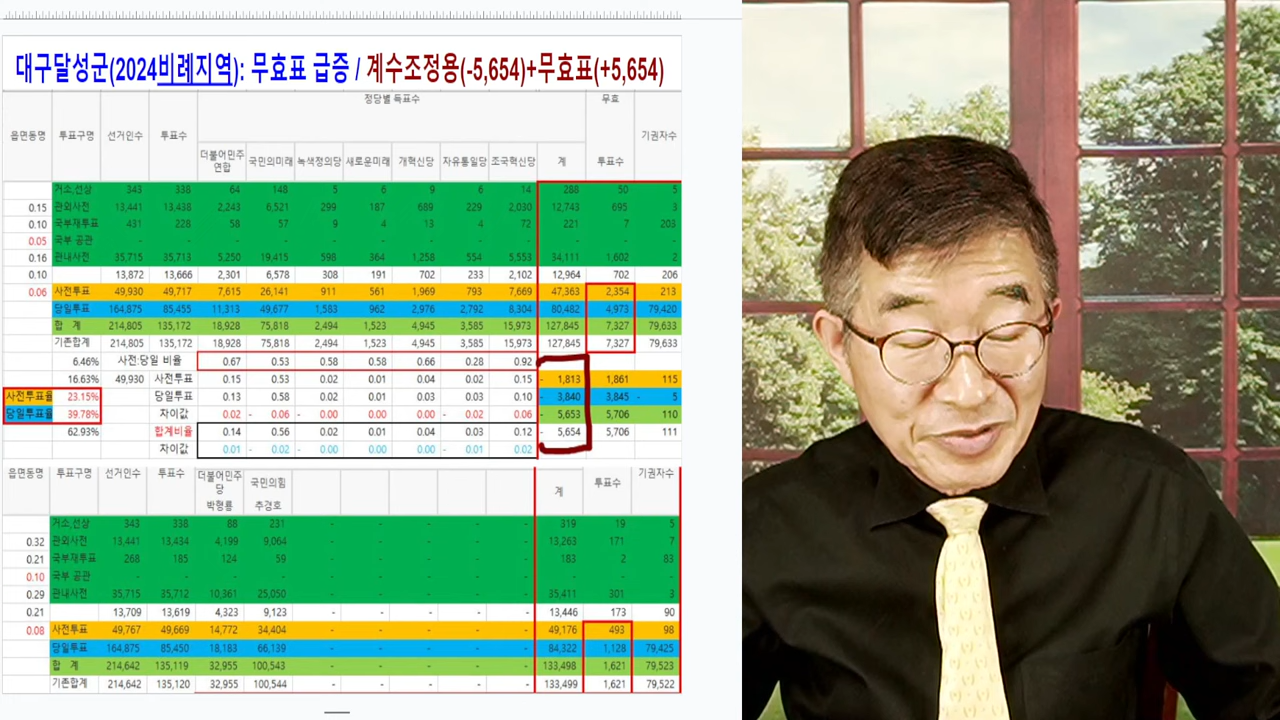 대구달성군(2024비례지역): 무효표 급증 / 계수조정용(-5,654)+무효표(+5,654)
정당별 득표수 무효
읍면동명 투표구명 선거인수 투표수 더불어민주연합 국민의미래 녹색정의당 새로운미래 개혁신당 자유통일당 조국혁신당 계 투표수 기권자수
거소,선상 343 338 64 148 5 6 9 6 14 288 50 5
0.15 관외사전 13,441 13,438 2,243 6,521 299 187 689 229 2,030 12,743 695 3
0.10 국부재투표 431 228 58 57 9 4 13 4 72 221 7 203
0.05 국부 공관 - - - - - - - - - - - -
0.16 관내사전 35,715 35,713 5,250 19,415 598 364 1,258 554 5,553 34,111 1,602 2
0.10 13,872 13,666 2,301 6,578 308 191 702 233 2,102 12,964 702 206
0.06 사전투표 49,930 49,717 7,615 26,141 911 561 1,969 793 7,669 47,363 2,354 213
당일투표 164,875 85,455 11,313 49,677 1,583 962 2,976 2,792 8,304 80,482 4,973 79,420
합 계 214,805 135,172 18,928 75,818 2,494 1,523 4,945 3,585 15,973 127,845 7,327 79,633
기존합계 18,928 75,818 2,494 1,523 4,945 3,585 15,973 127,845 7,327 79,633
6.46% 사전:당일 비율 0.67 0.53 0.58 0.58 0.66 0.28 0.92
16.63% 49,930 사전투표 0.15 0.53 0.02 0.01 0.04 0.02 0.15 - 1,813 1,861 115
사전투표율 23.15% 당일투표 0.13 0.58 0.02 0.01 0.03 0.03 0.10 - 3,840 3,845 - 5
당일투표율 39.78% 차이값 0.02 - 0.06 - 0.00 0.00 0.00 - 0.02 0.06 - 5,653 5,706 110
62.93% 합계비율 0.14 0.56 0.02 0.01 0.04 0.03 0.12 - 5,654 5,706 111
차이값 0.01 - 0.02 - 0.00 0.00 0.00 - 0.01 0.02
읍면동명 투표구명 선거인수 투표수 더불어민주당 박형룡 국민의힘 추경호 계 투표수 기권자수
거소,선상 343 338 88 231 - - - - - 319 19 5
0.32 관외사전 13,441 13,434 4,199 9,064 - - - - - 13,263 171 7
0.21 국부재투표 268 185 124 59 - - - - - 183 2 83
0.10 국부 공관 - - - - - - - - - - - -
0.29 관내사전 35,715 35,712 10,361 25,050 - - - - - 35,411 301 3
0.21 13,709 13,619 4,323 9,123 - - - - - 13,446 173 90
0.08 사전투표 49,767 49,669 14,772 34,404 - - - - - 49,176 493 98
당일투표 164,875 85,450 18,183 66,139 - - - - - 84,322 1,128 79,425
합 계 214,642 135,119 32,955 100,543 - - - - - 133,498 1,621 79,523
기존합계 214,642 135,120 32,955 100,544 - - - - - 133,499 1,621 79,522